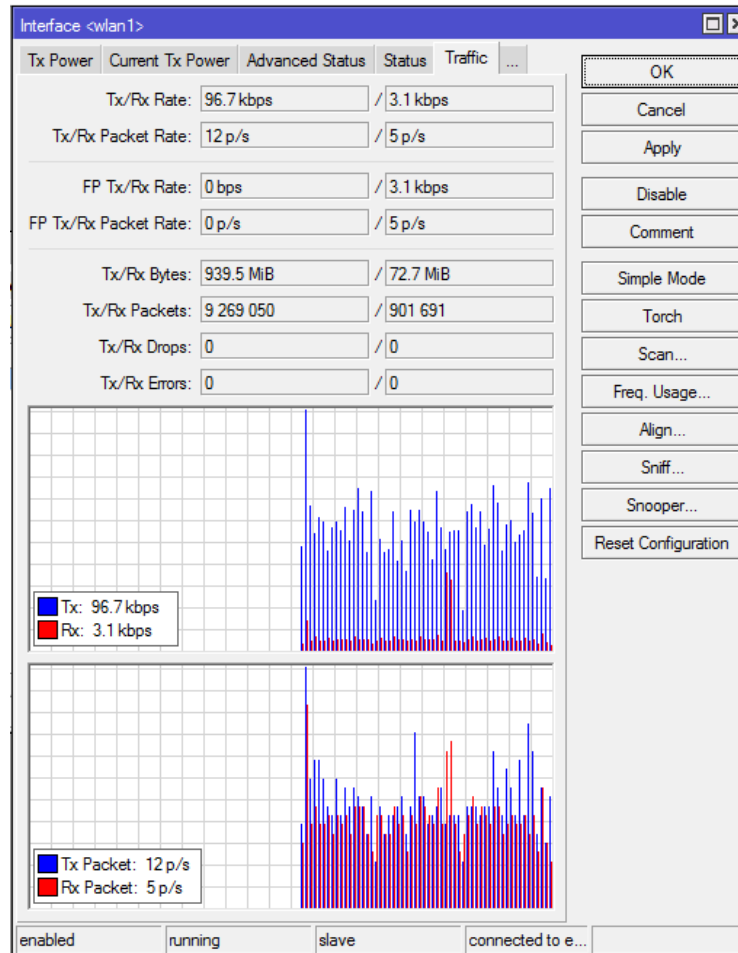 Interface <wlan1>
Tx Power Current Tx Power Advanced Status Status Traffic ...
Tx/Rx Rate: 96.7 kbps / 3.1 kbps
Tx/Rx Packet Rate: 12 p/s / 5 p/s
FP Tx/Rx Rate: 0 bps / 3.1 kbps
FP Tx/Rx Packet Rate: 0 p/s / 5 p/s
Tx/Rx Bytes: 939.5 MiB / 72.7 MiB
Tx/Rx Packets: 9 269 050 / 901 691
Tx/Rx Drops: 0 / 0
Tx/Rx Errors: 0 / 0
Tx: 96.7 kbps
Rx: 3.1 kbps
Tx Packet: 12 p/s
Rx Packet: 5 p/s
OK
Cancel
Apply
Disable
Comment
Simple Mode
Torch
Scan...
Freq. Usage...
Align...
Sniff...
Snooper...
Reset Configuration
enabled running slave connected to e...